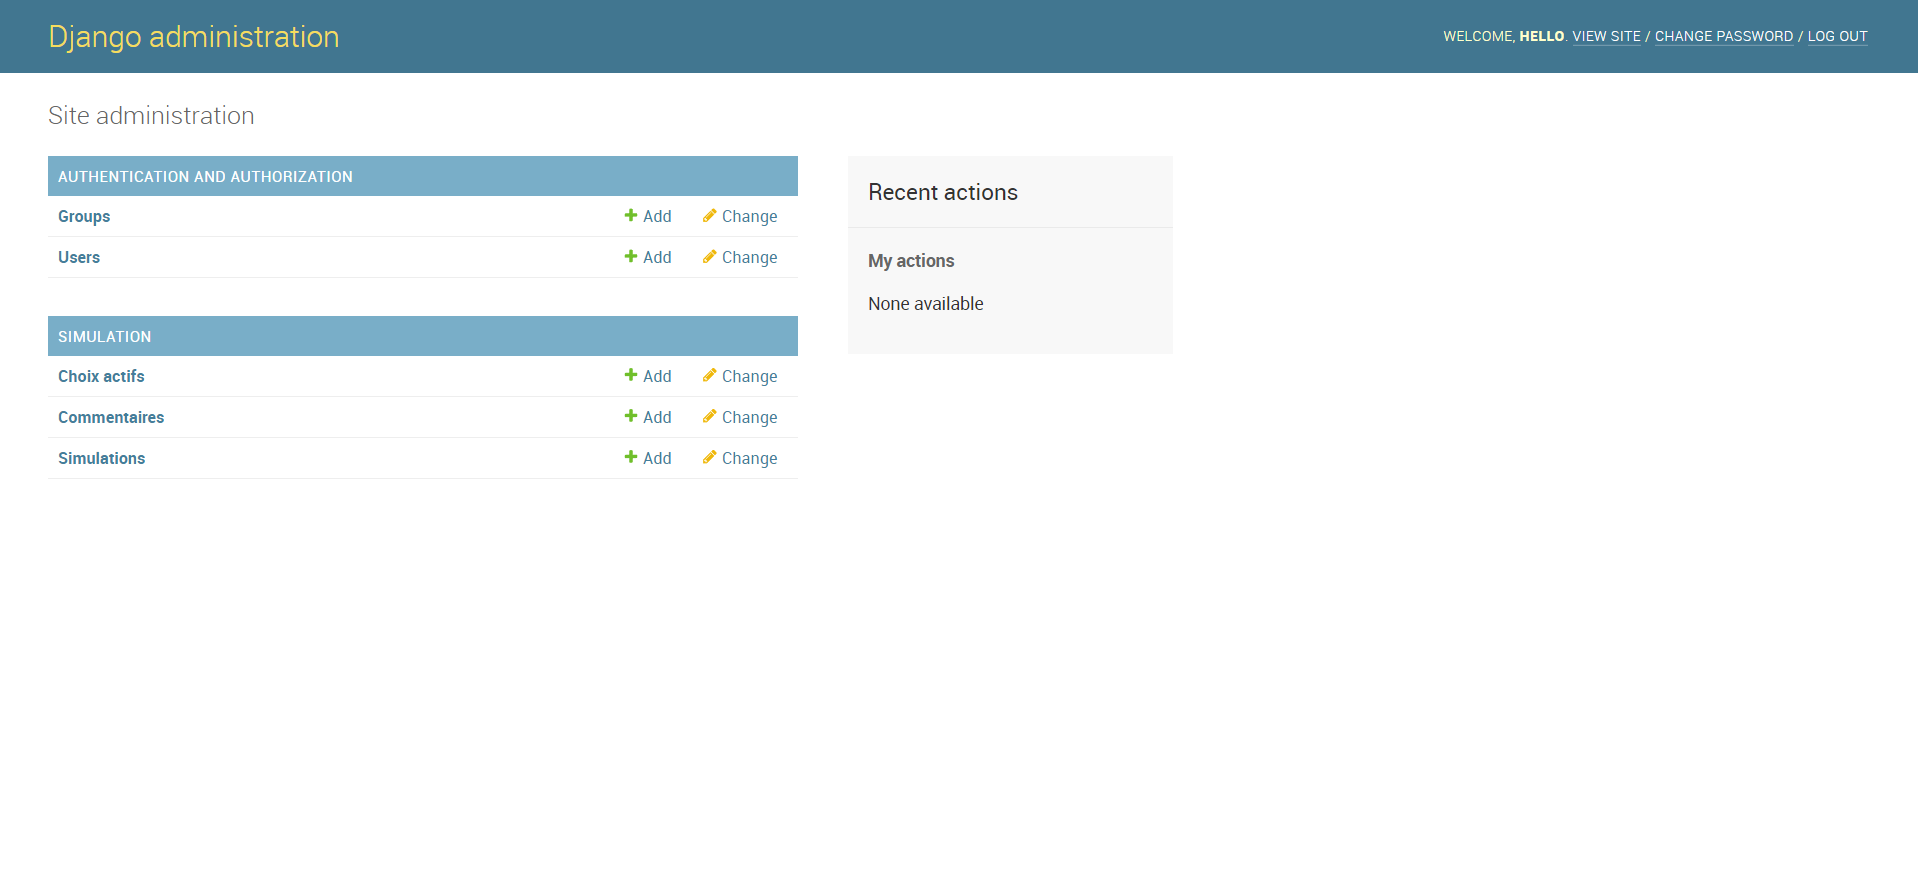 Django administration
WELCOME, HELLO. VIEW SITE / CHANGE PASSWORD / LOG OUT
Site administration
AUTHENTICATION AND AUTHORIZATION
Groups Add Change
Users Add Change
SIMULATION
Choix actifs Add Change
Commentaires Add Change
Simulations Add Change
Recent actions
My actions
None available